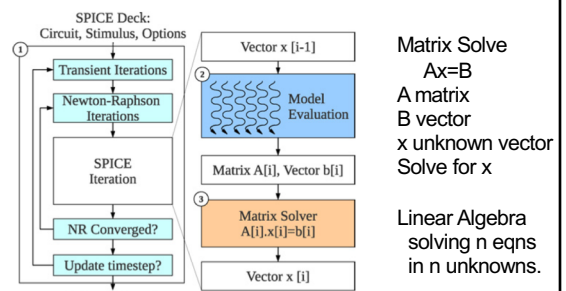 SPICE Deck:
Circuit, Stimulus, Options
1
Transient Iterations
Newton-Raphson
Iterations
SPICE
Iteration
NR Converged?
Update timestep?
Vector x [i-1]
2
Model
Evaluation
Matrix A[i], Vector b[i]
3
Matrix Solver
A[i].x[i]=b[i]
Vector x [i]
Matrix Solve
Ax=B
A matrix
B vector
x unknown vector
Solve for x
Linear Algebra
solving n eqns
in n unknowns.